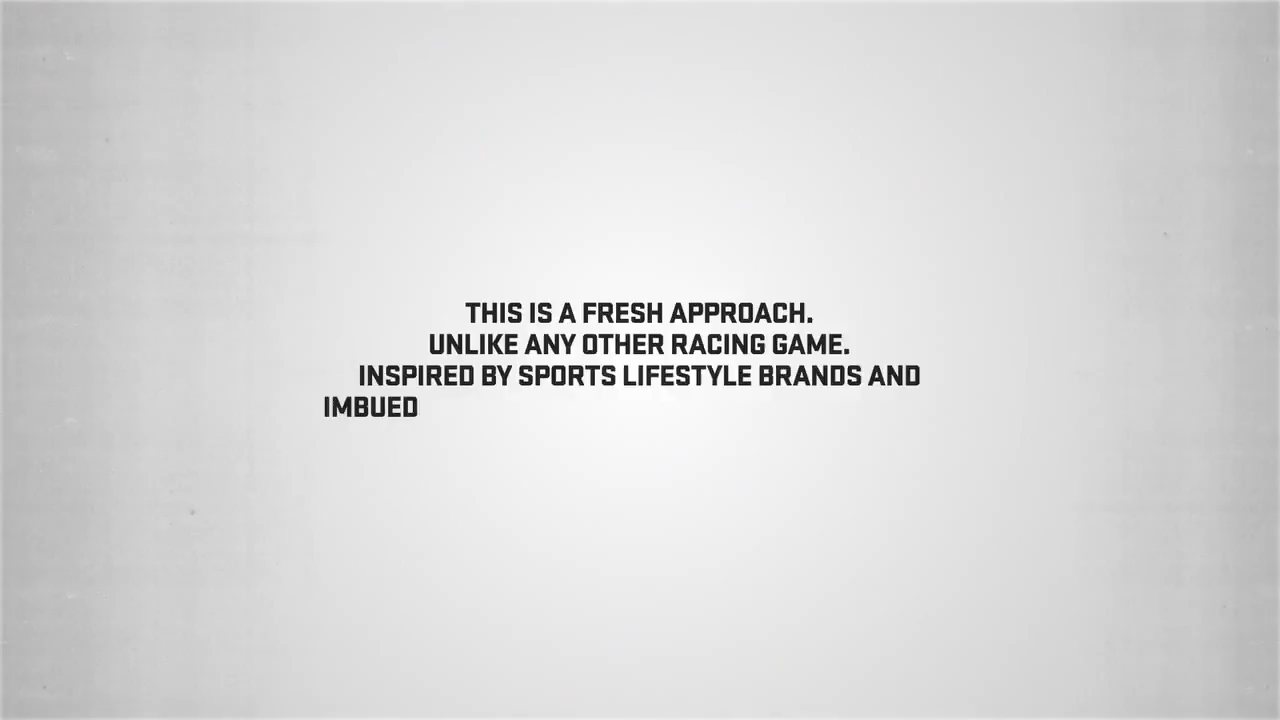 THIS IS A FRESH APPROACH.
UNLIKE ANY OTHER RACING GAME.
INSPIRED BY SPORTS LIFESTYLE BRANDS AND
IMBUED